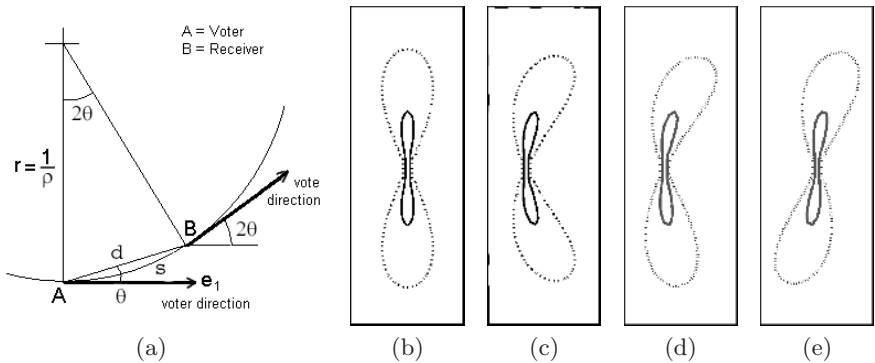 A = Voter
B = Receiver
2θ
r = 1/ρ
B
vote
direction
2θ
d
s
A
θ
e₁
voter direction
(a)
(b)
(c)
(d)
(e)